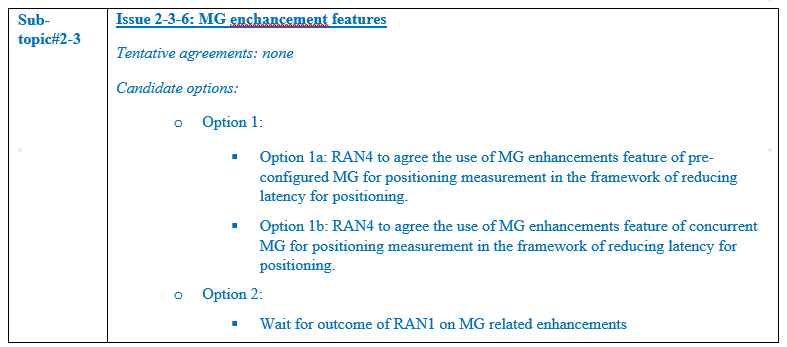 Sub-
topic#2-3
Issue 2-3-6: MG enchancement features
Tentative agreements: none
Candidate options:
o Option 1:
▪ Option 1a: RAN4 to agree the use of MG enhancements feature of pre-
configured MG for positioning measurement in the framework of reducing
latency for positioning.
▪ Option 1b: RAN4 to agree the use of MG enhancements feature of concurrent
MG for positioning measurement in the framework of reducing latency for
positioning.
o Option 2:
▪ Wait for outcome of RAN1 on MG related enhancements